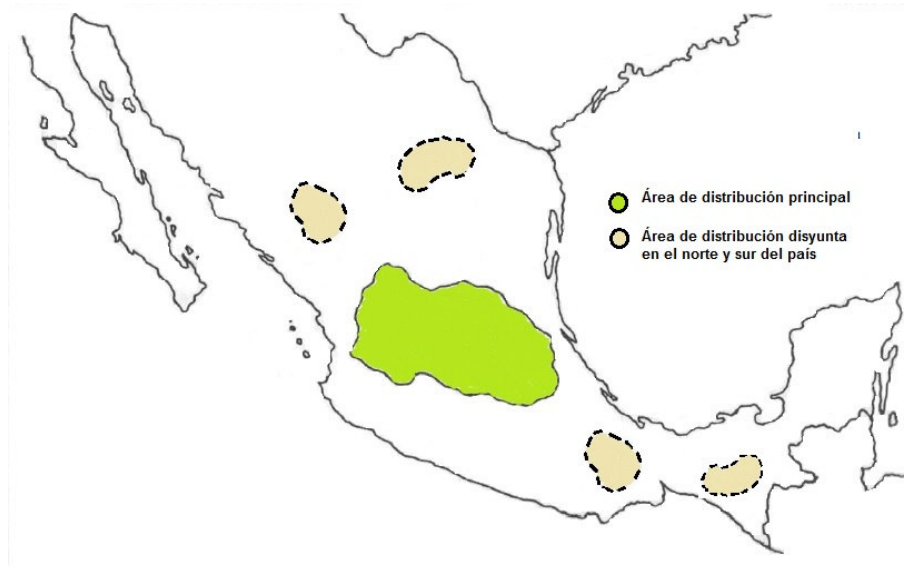 Área de distribución principal
Área de distribución disyunta
en el norte y sur del país